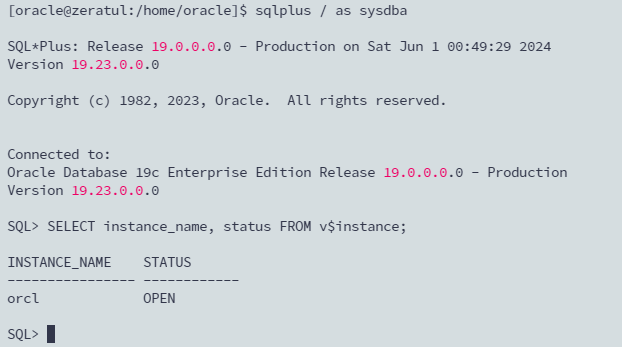 [oracle@zeratul:/home/oracle]$ sqlplus / as sysdba
SQL*Plus: Release 19.0.0.0.0 - Production on Sat Jun 1 00:49:29 2024
Version 19.23.0.0.0
Copyright (c) 1982, 2023, Oracle.  All rights reserved.
Connected to:
Oracle Database 19c Enterprise Edition Release 19.0.0.0.0 - Production
Version 19.23.0.0.0
SQL> SELECT instance_name, status FROM v$instance;
INSTANCE_NAME    STATUS
---------------- ------------
orcl             OPEN
SQL>